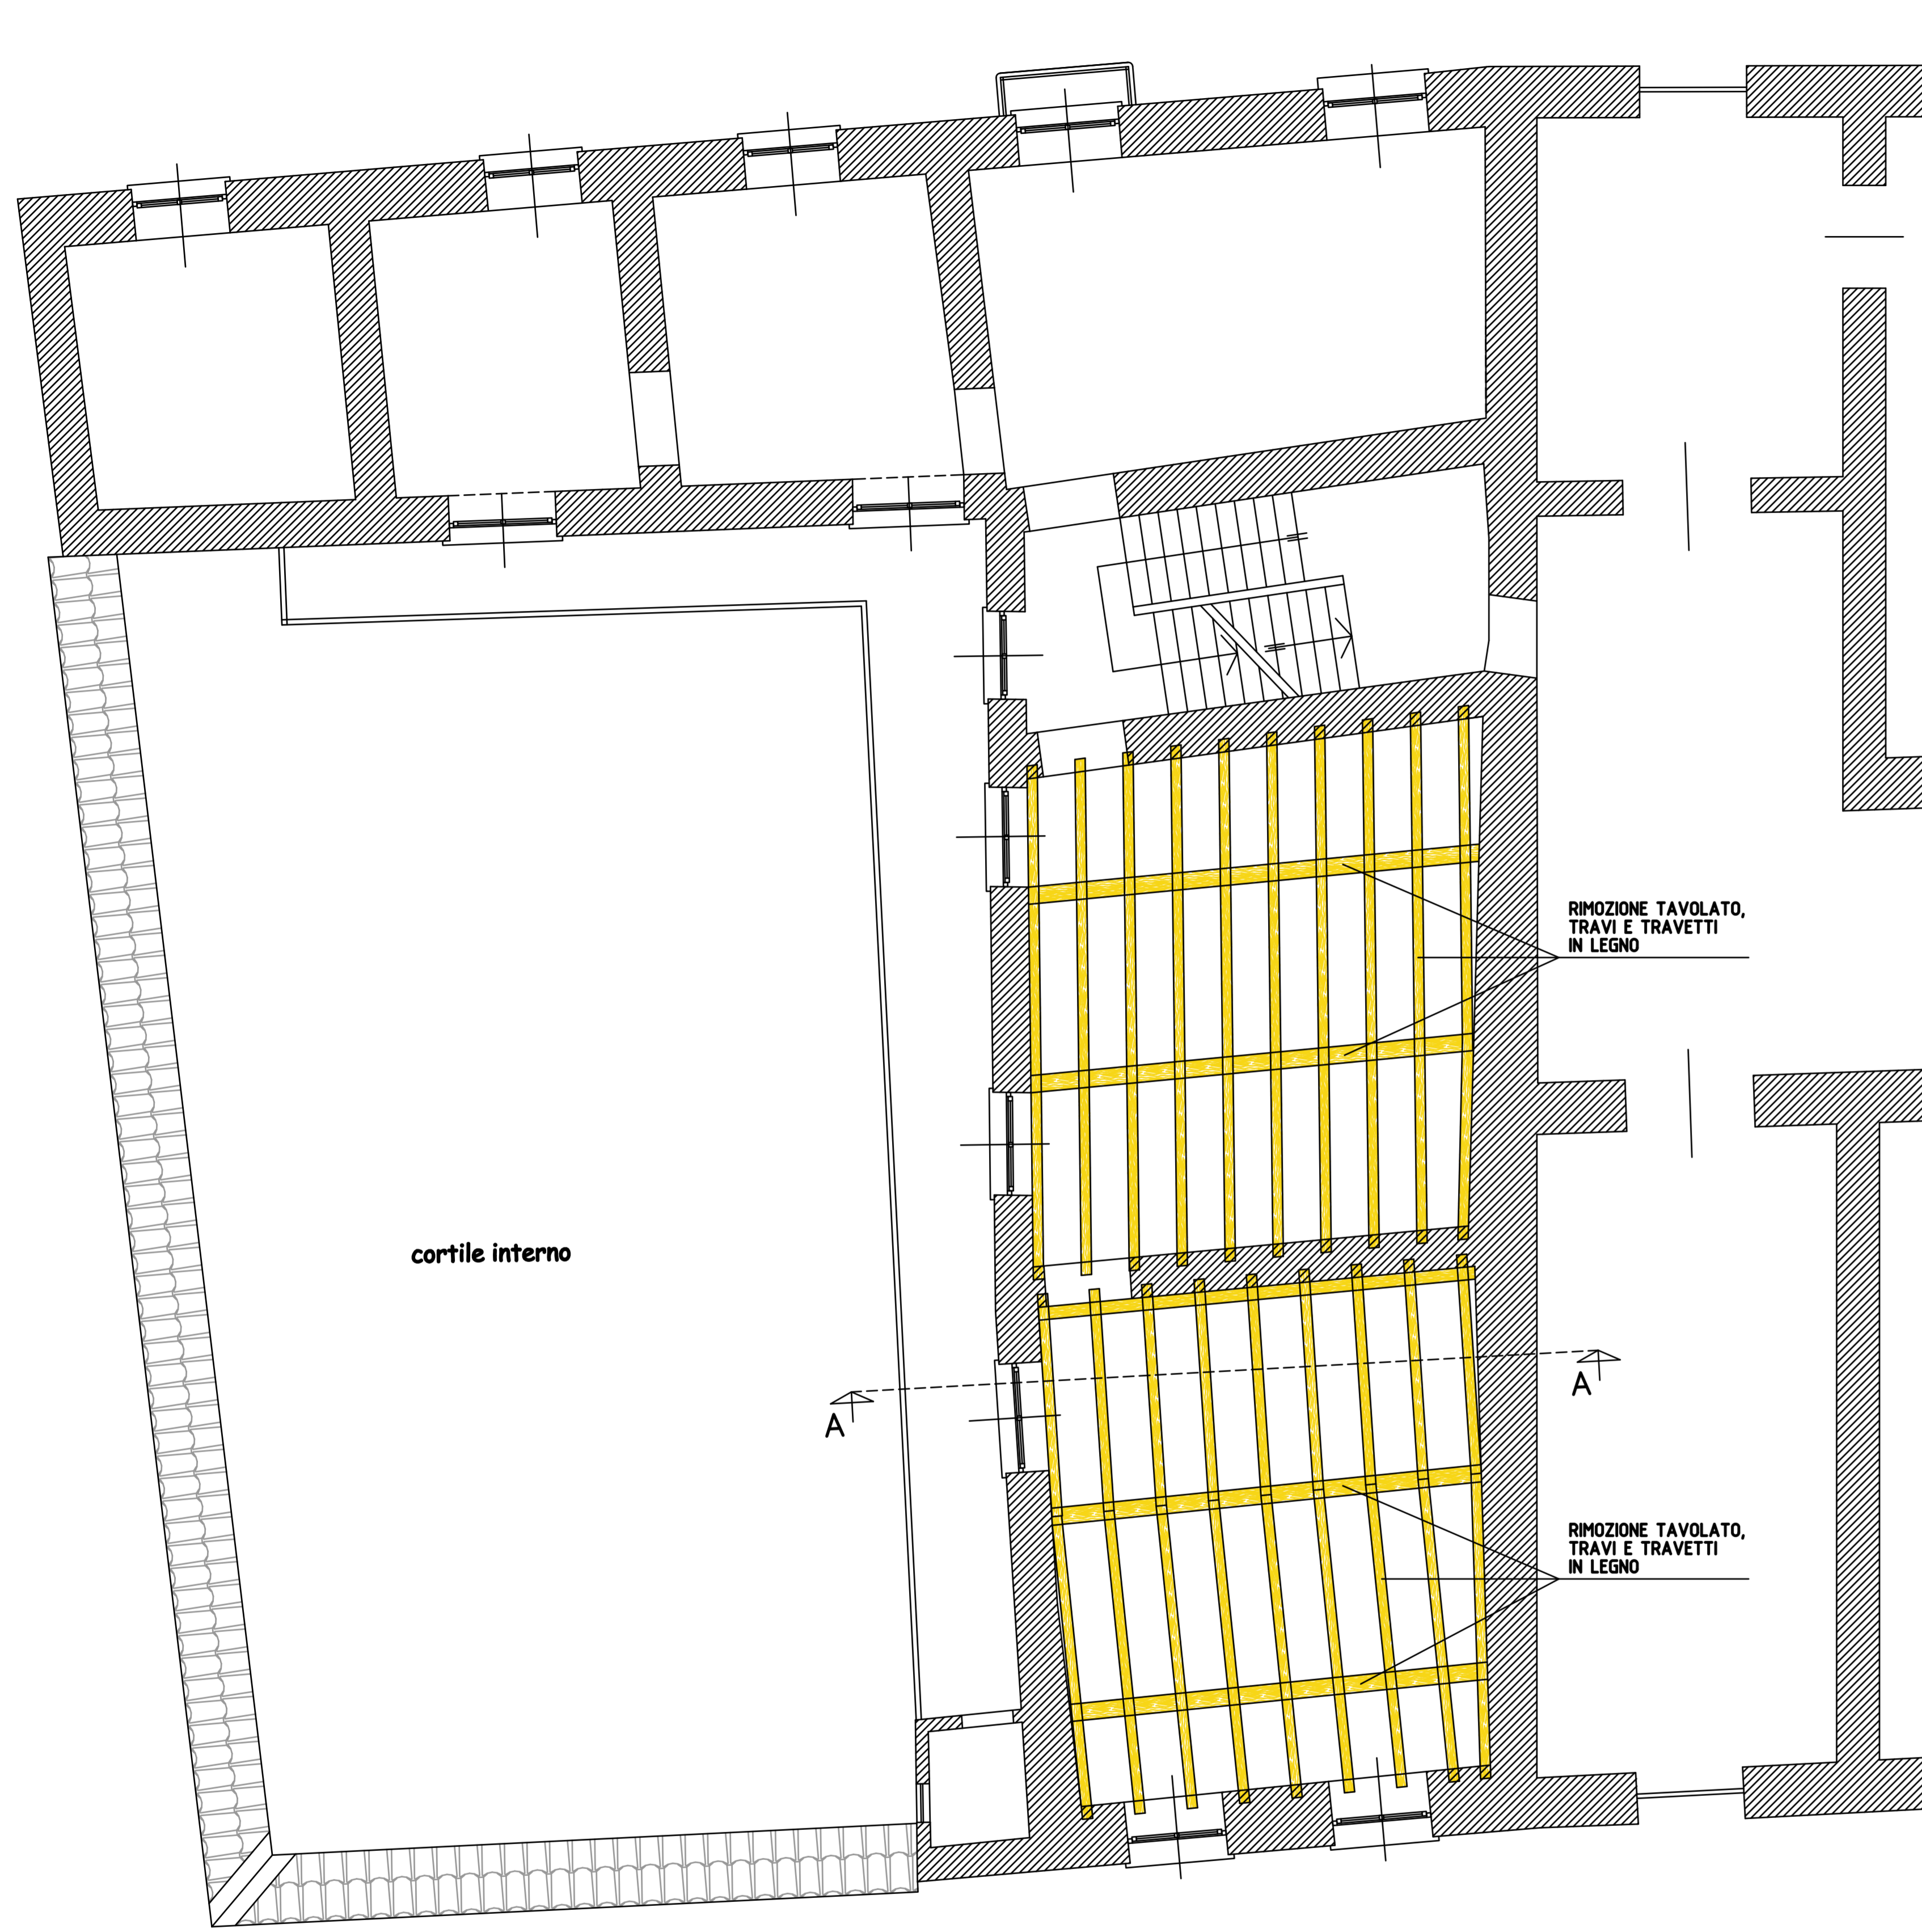 RIMOZIONE TAVOLATO,
TRAVI E TRAVETTI
IN LEGNO
cortile interno
A
A
RIMOZIONE TAVOLATO,
TRAVI E TRAVETTI
IN LEGNO